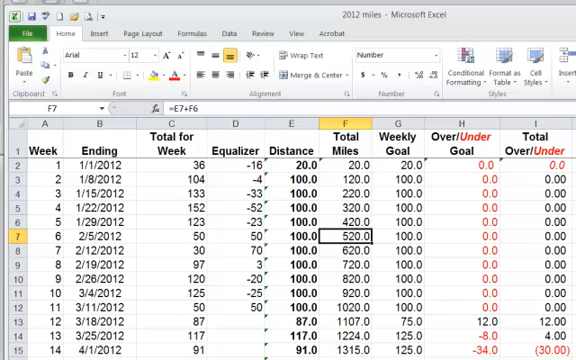 2012 miles - Microsoft Excel
File Home Insert Page Layout Formulas Data Review View Acrobat
Arial 12 Wrap Text Number
Paste Merge & Center Conditional Formatting Format as Table Cell Styles Insert
Clipboard Font Alignment Number Styles
F7 fx =E7+F6
A B C D E F G H I
1 Week Ending Total for Week Equalizer Distance Total Miles Weekly Goal Over/Under Goal Total Over/Under
2 1 1/1/2012 36 -16 20.0 20.0 20.0 0.0 0.0
3 2 1/8/2012 104 -4 100.0 120.0 100.0 0.0 0.00
4 3 1/15/2012 133 -33 100.0 220.0 100.0 0.0 0.00
5 4 1/22/2012 152 -52 100.0 320.0 100.0 0.0 0.00
6 5 1/29/2012 123 -23 100.0 420.0 100.0 0.0 0.00
7 6 2/5/2012 50 50 100.0 520.0 100.0 0.0 0.00
8 7 2/12/2012 30 70 100.0 620.0 100.0 0.0 0.00
9 8 2/19/2012 97 3 100.0 720.0 100.0 0.0 0.00
10 9 2/26/2012 120 -20 100.0 820.0 100.0 0.0 0.00
11 10 3/4/2012 125 -25 100.0 920.0 100.0 0.0 0.00
12 11 3/11/2012 50 50 100.0 1020.0 100.0 0.0 0.00
13 12 3/18/2012 87 87.0 1107.0 75.0 12.0 12.00
14 13 3/25/2012 117 117.0 1224.0 125.0 -8.0 4.00
15 14 4/1/2012 91 91.0 1315.0 125.0 -34.0 (30.00)